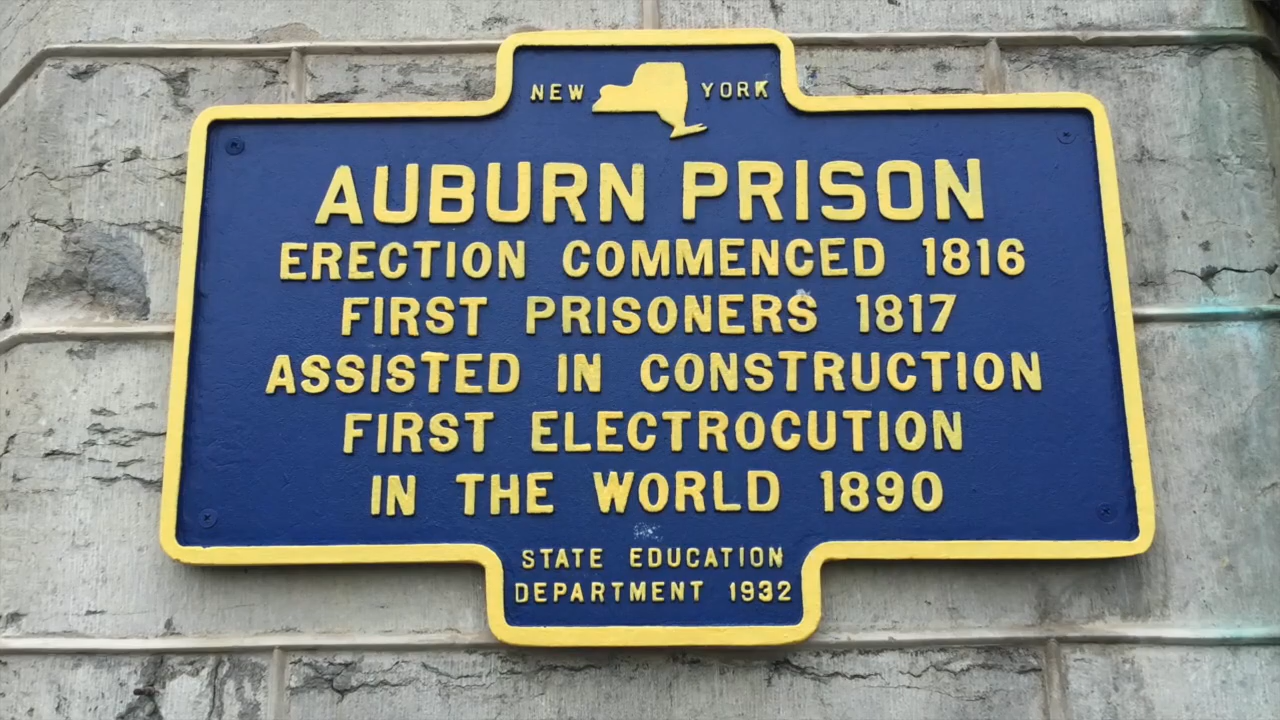 NEW YORK
AUBURN PRISON
ERECTION COMMENCED 1816
FIRST PRISONERS 1817
ASSISTED IN CONSTRUCTION
FIRST ELECTROCUTION
IN THE WORLD 1890
STATE EDUCATION
DEPARTMENT 1932